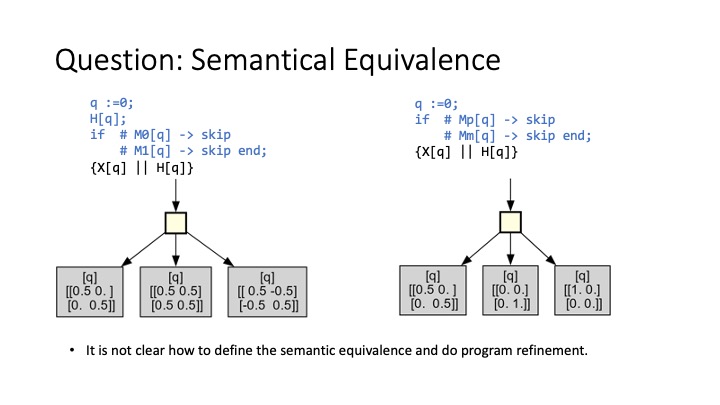 Question: Semantical Equivalence
q :=0;
H[q];
if # M0[q] -> skip
# M1[q] -> skip end;
{X[q] || H[q]}
q :=0;
if # Mp[q] -> skip
# Mm[q] -> skip end;
{X[q] || H[q]}
[q]
[[0.5 0. ]
[0. 0.5]]
[q]
[[0.5 0.5]
[0.5 0.5]]
[q]
[[ 0.5 -0.5]
[-0.5 0.5]]
[q]
[[0.5 0. ]
[0. 0.5]]
[q]
[[0. 0.]
[0. 1.]]
[q]
[[1. 0.]
[0. 0.]]
• It is not clear how to define the semantic equivalence and do program refinement.